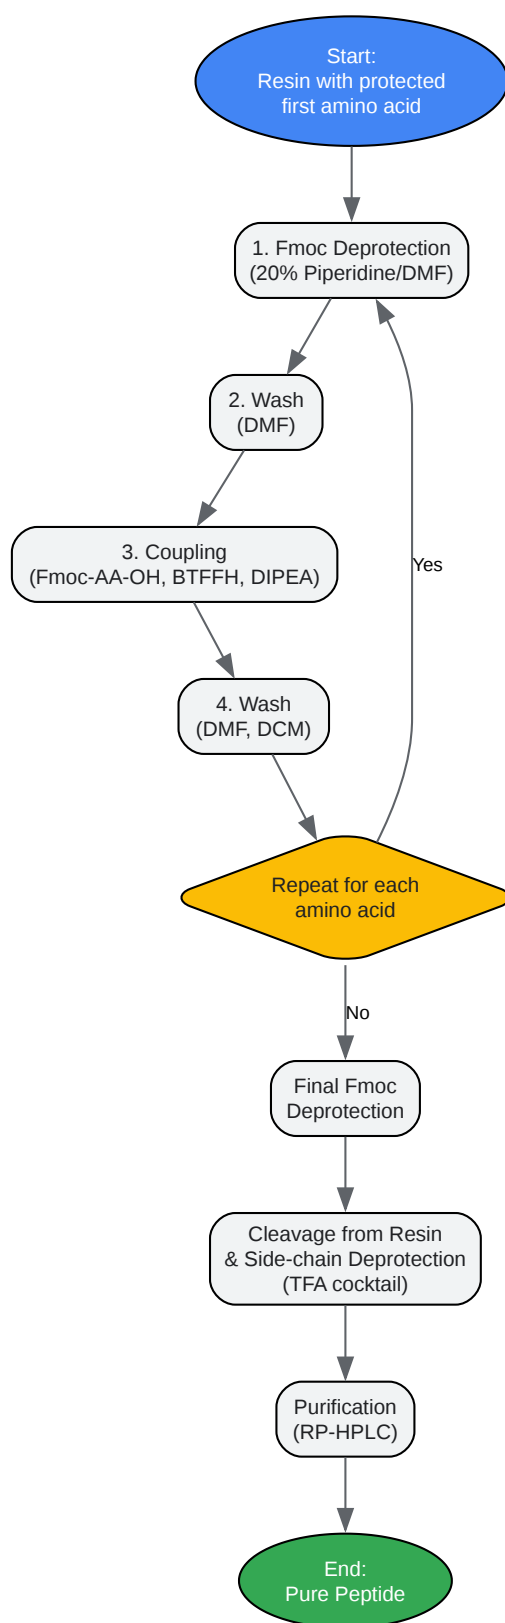 Start:
Resin with protected
first amino acid
1. Fmoc Deprotection
(20% Piperidine/DMF)
2. Wash
(DMF)
3. Coupling
(Fmoc-AA-OH, BTFFH, DIPEA)
Yes
4. Wash
(DMF, DCM)
Repeat for each
amino acid
No
Final Fmoc
Deprotection
Cleavage from Resin
& Side-chain Deprotection
(TFA cocktail)
Purification
(RP-HPLC)
End:
Pure Peptide